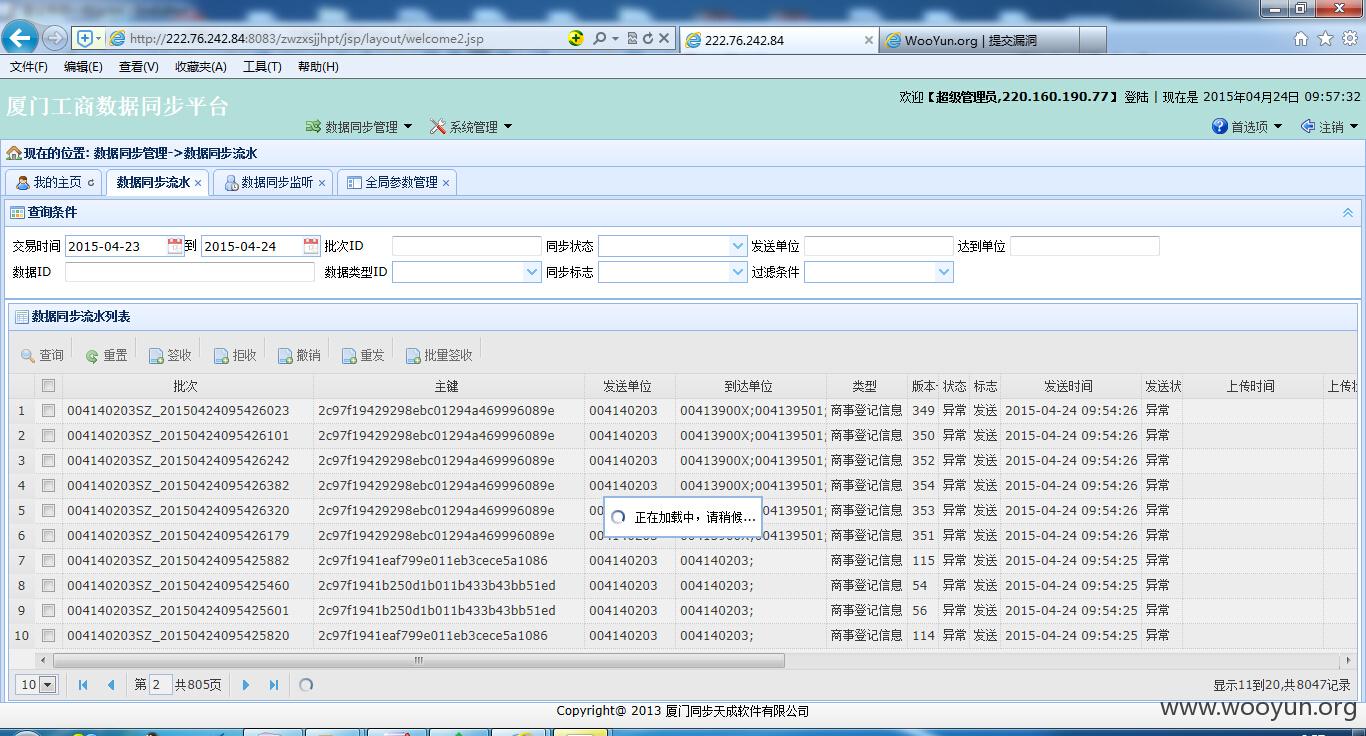 http://222.76.242.84:8083/zwzxsjjhpt/jsp/layout/welcome2.jsp 222.76.242.84 WooYun.org | 提交漏洞
文件(F) 编辑(E) 查看(V) 收藏夹(A) 工具(T) 帮助(H)
厦门工商数据同步平台
欢迎【超级管理员,220.160.190.77】登陆 | 现在是 2015年04月24日 09:57:32
数据同步管理 系统管理 首选项 注销
现在的位置: 数据同步管理->数据同步流水
我的主页 数据同步流水 数据同步监听 全局参数管理
查询条件
交易时间 2015-04-23 到 2015-04-24 批次ID 同步状态 发送单位 达到单位
数据ID 数据类型ID 同步标志 过滤条件
数据同步流水列表
查询 重置 签收 拒收 撤销 重发 批量签收
批次 主键 发送单位 到达单位 类型 版本 状态 标志 发送时间 发送状 上传时间 上传
1 004140203SZ_20150424095426023 2c97f19429298ebc01294a469996089e 004140203 00413900X;004139501; 商事登记信息 349 异常 发送 2015-04-24 09:54:26 异常
2 004140203SZ_20150424095426101 2c97f19429298ebc01294a469996089e 004140203 00413900X;004139501; 商事登记信息 350 异常 发送 2015-04-24 09:54:26 异常
3 004140203SZ_20150424095426242 2c97f19429298ebc01294a469996089e 004140203 00413900X;004139501; 商事登记信息 352 异常 发送 2015-04-24 09:54:26 异常
4 004140203SZ_20150424095426382 2c97f19429298ebc01294a469996089e 004140203 00413900X;004139501; 商事登记信息 354 异常 发送 2015-04-24 09:54:26 异常
5 004140203SZ_20150424095426320 2c97f19429298ebc01294a469996089e 004139501; 商事登记信息 353 异常 发送 2015-04-24 09:54:26 异常
正在加载中，请稍候...
6 004140203SZ_20150424095426179 2c97f19429298ebc01294a469996089e 004139501; 商事登记信息 351 异常 发送 2015-04-24 09:54:26 异常
7 004140203SZ_20150424095425882 2c97f1941eaf799e011eb3cece5a1086 004140203 004140203; 商事登记信息 115 异常 发送 2015-04-24 09:54:25 异常
8 004140203SZ_20150424095425460 2c97f1941b250d1b011b433b43bb51ed 004140203 004140203; 商事登记信息 54 异常 发送 2015-04-24 09:54:25 异常
9 004140203SZ_20150424095425601 2c97f1941b250d1b011b433b43bb51ed 004140203 004140203; 商事登记信息 56 异常 发送 2015-04-24 09:54:25 异常
10 004140203SZ_20150424095425820 2c97f1941eaf799e011eb3cece5a1086 004140203 004140203; 商事登记信息 114 异常 发送 2015-04-24 09:54:25 异常
10 第 2 共805页 显示11到20,共8047记录
Copyright@ 2013 厦门同步天成软件有限公司
www.wooyun.org